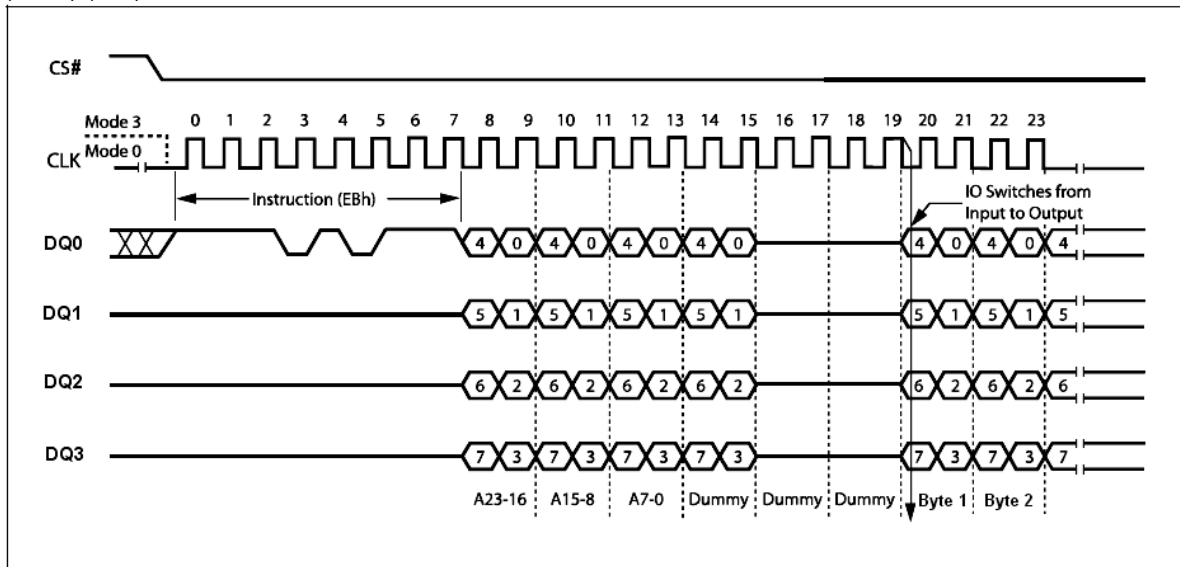 CS#
Mode 3
0 1 2 3 4 5 6 7 8 9 10 11 12 13 14 15 16 17 18 19 20 21 22 23
Mode 0
CLK
Instruction (EBh)
IO Switches from
Input to Output
DQ0
4 0 4 0 4 0 4 0 4 0 4 0 4
DQ1
5 1 5 1 5 1 5 1 5 1 5 1 5
DQ2
6 2 6 2 6 2 6 2 6 2 6 2 6
DQ3
7 3 7 3 7 3 7 3 7 3 7 3 7
A23-16 A15-8 A7-0 Dummy Dummy Dummy Byte 1 Byte 2